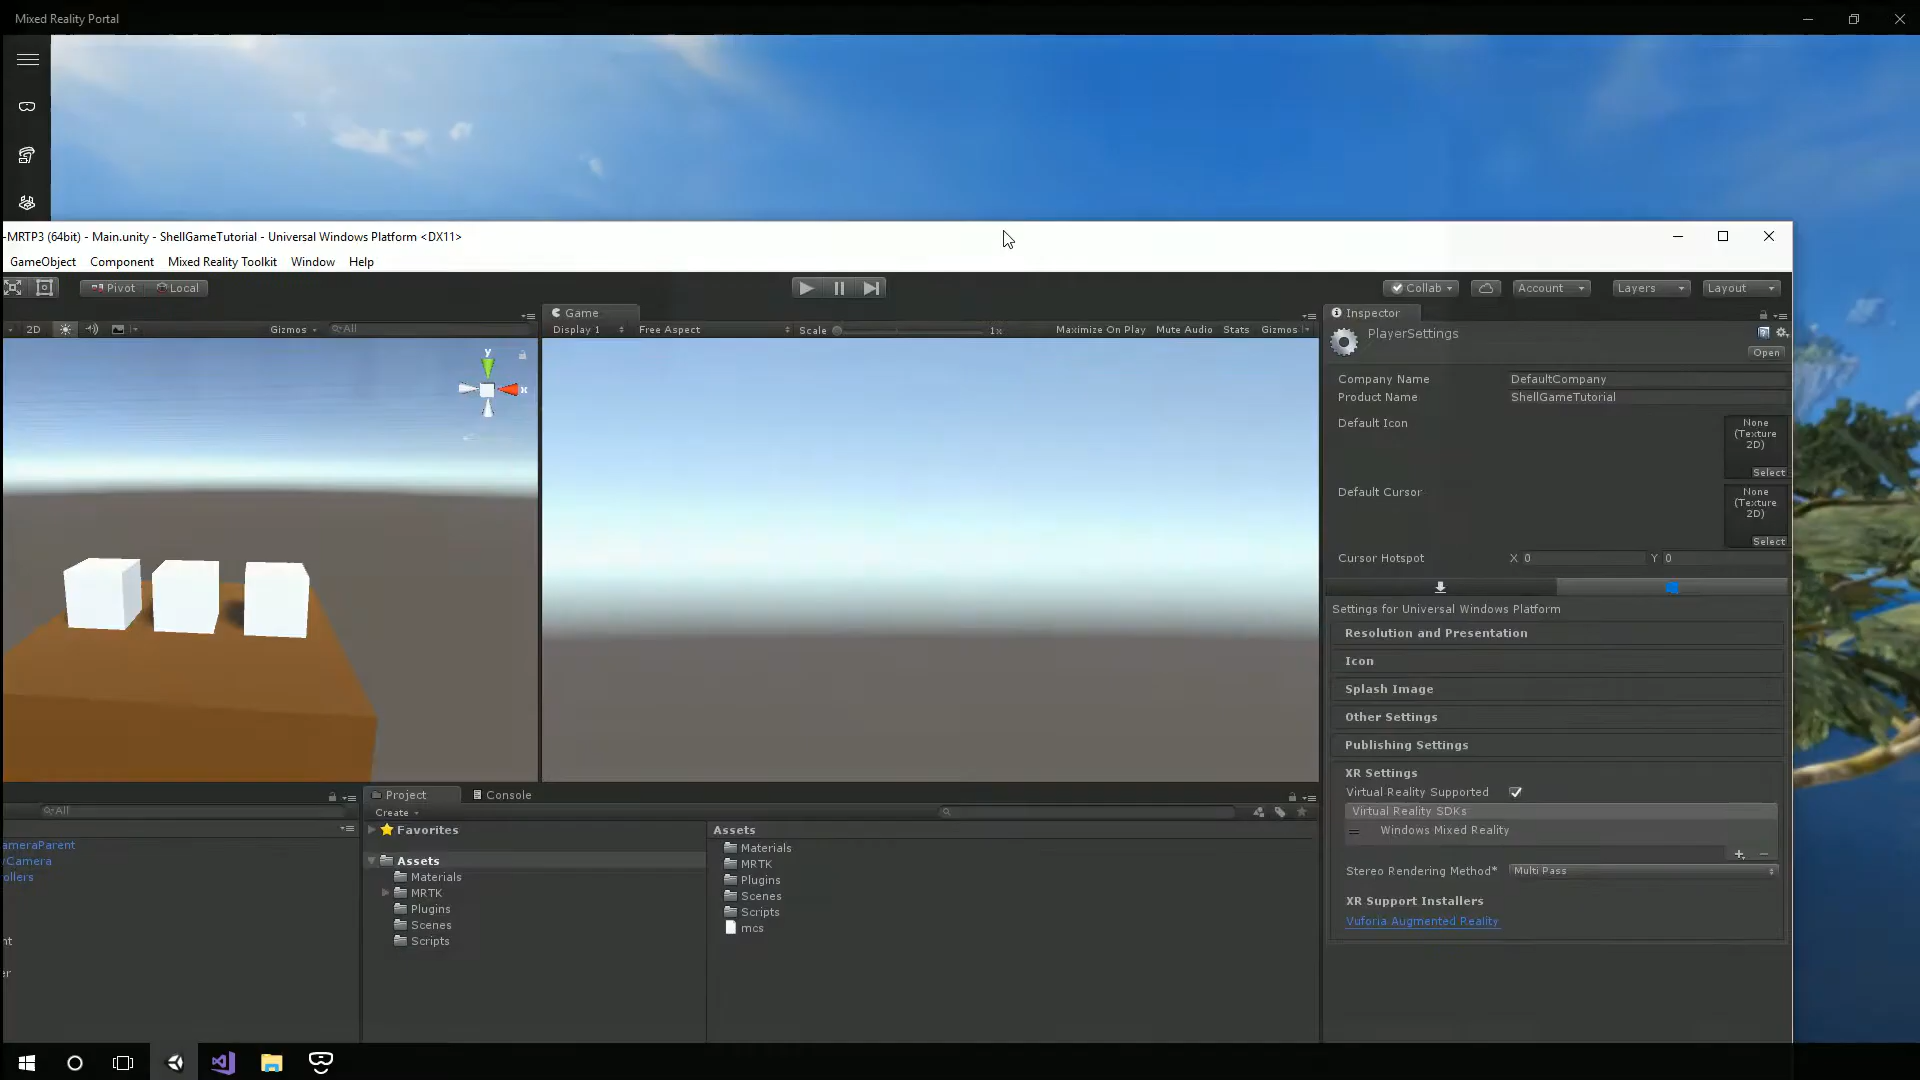 Mixed Reality Portal
-MRTP3 (64bit) - Main.unity - ShellGameTutorial - Universal Windows Platform <DX11>
GameObject Component Mixed Reality Toolkit Window Help
Pivot Local Collab Account Layers Layout
Game
Inspector
2D Gizmos All
Display 1 Free Aspect Scale 1x Maximize On Play Mute Audio Stats Gizmos
PlayerSettings
Open
y
x
Company Name DefaultCompany
Product Name ShellGameTutorial
Default Icon
None
(Texture
2D)
Select
Default Cursor
None
(Texture
2D)
Select
Cursor Hotspot X 0 Y 0
Settings for Universal Windows Platform
Resolution and Presentation
Icon
Splash Image
Other Settings
Publishing Settings
XR Settings
Virtual Reality Supported
Virtual Reality SDKs
Windows Mixed Reality
Stereo Rendering Method* Multi Pass
XR Support Installers
Vuforia Augmented Reality
All
ameraParent
yCamera
ollers
nt
er
Project Console
Create
Favorites
Assets
Materials
MRTK
Plugins
Scenes
Scripts
Assets
Materials
MRTK
Plugins
Scenes
Scripts
mcs